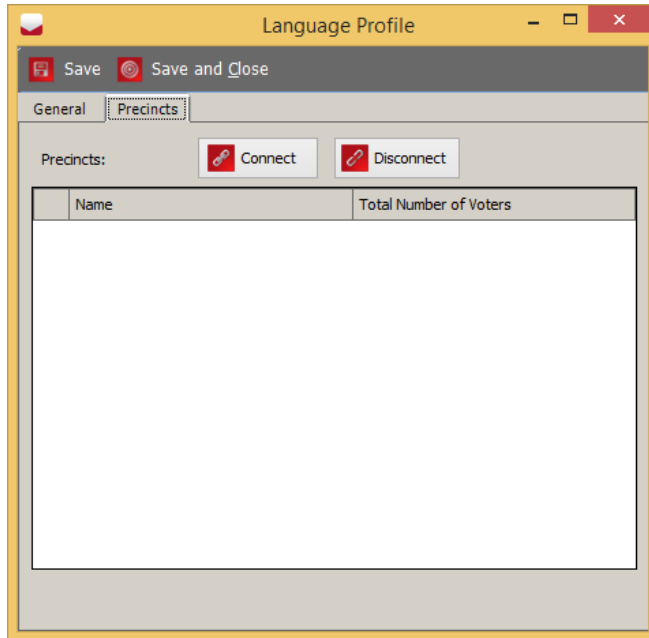 Language Profile
Save Save and Close
General Precincts
Precincts: Connect Disconnect
Name Total Number of Voters